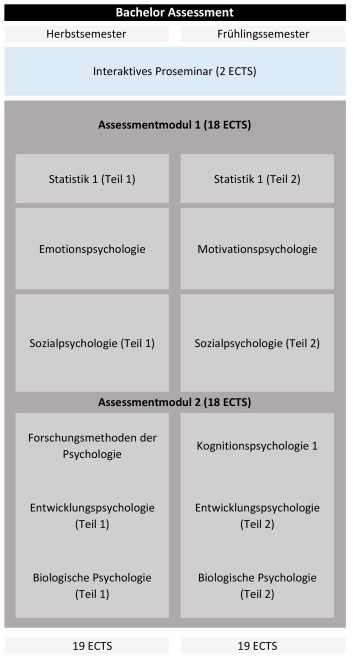 Bachelor Assessment
Herbstsemester
Frühlingssemester
Interaktives Proseminar (2 ECTS)
Assessmentmodul 1 (18 ECTS)
Statistik 1 (Teil 1)
Statistik 1 (Teil 2)
Emotionspsychologie
Motivationspsychologie
Sozialpsychologie (Teil 1)
Sozialpsychologie (Teil 2)
Assessmentmodul 2 (18 ECTS)
Forschungsmethoden der
Psychologie
Kognitionspsychologie 1
Entwicklungspsychologie
(Teil 1)
Entwicklungspsychologie
(Teil 2)
Biologische Psychologie
(Teil 1)
Biologische Psychologie
(Teil 2)
19 ECTS
19 ECTS